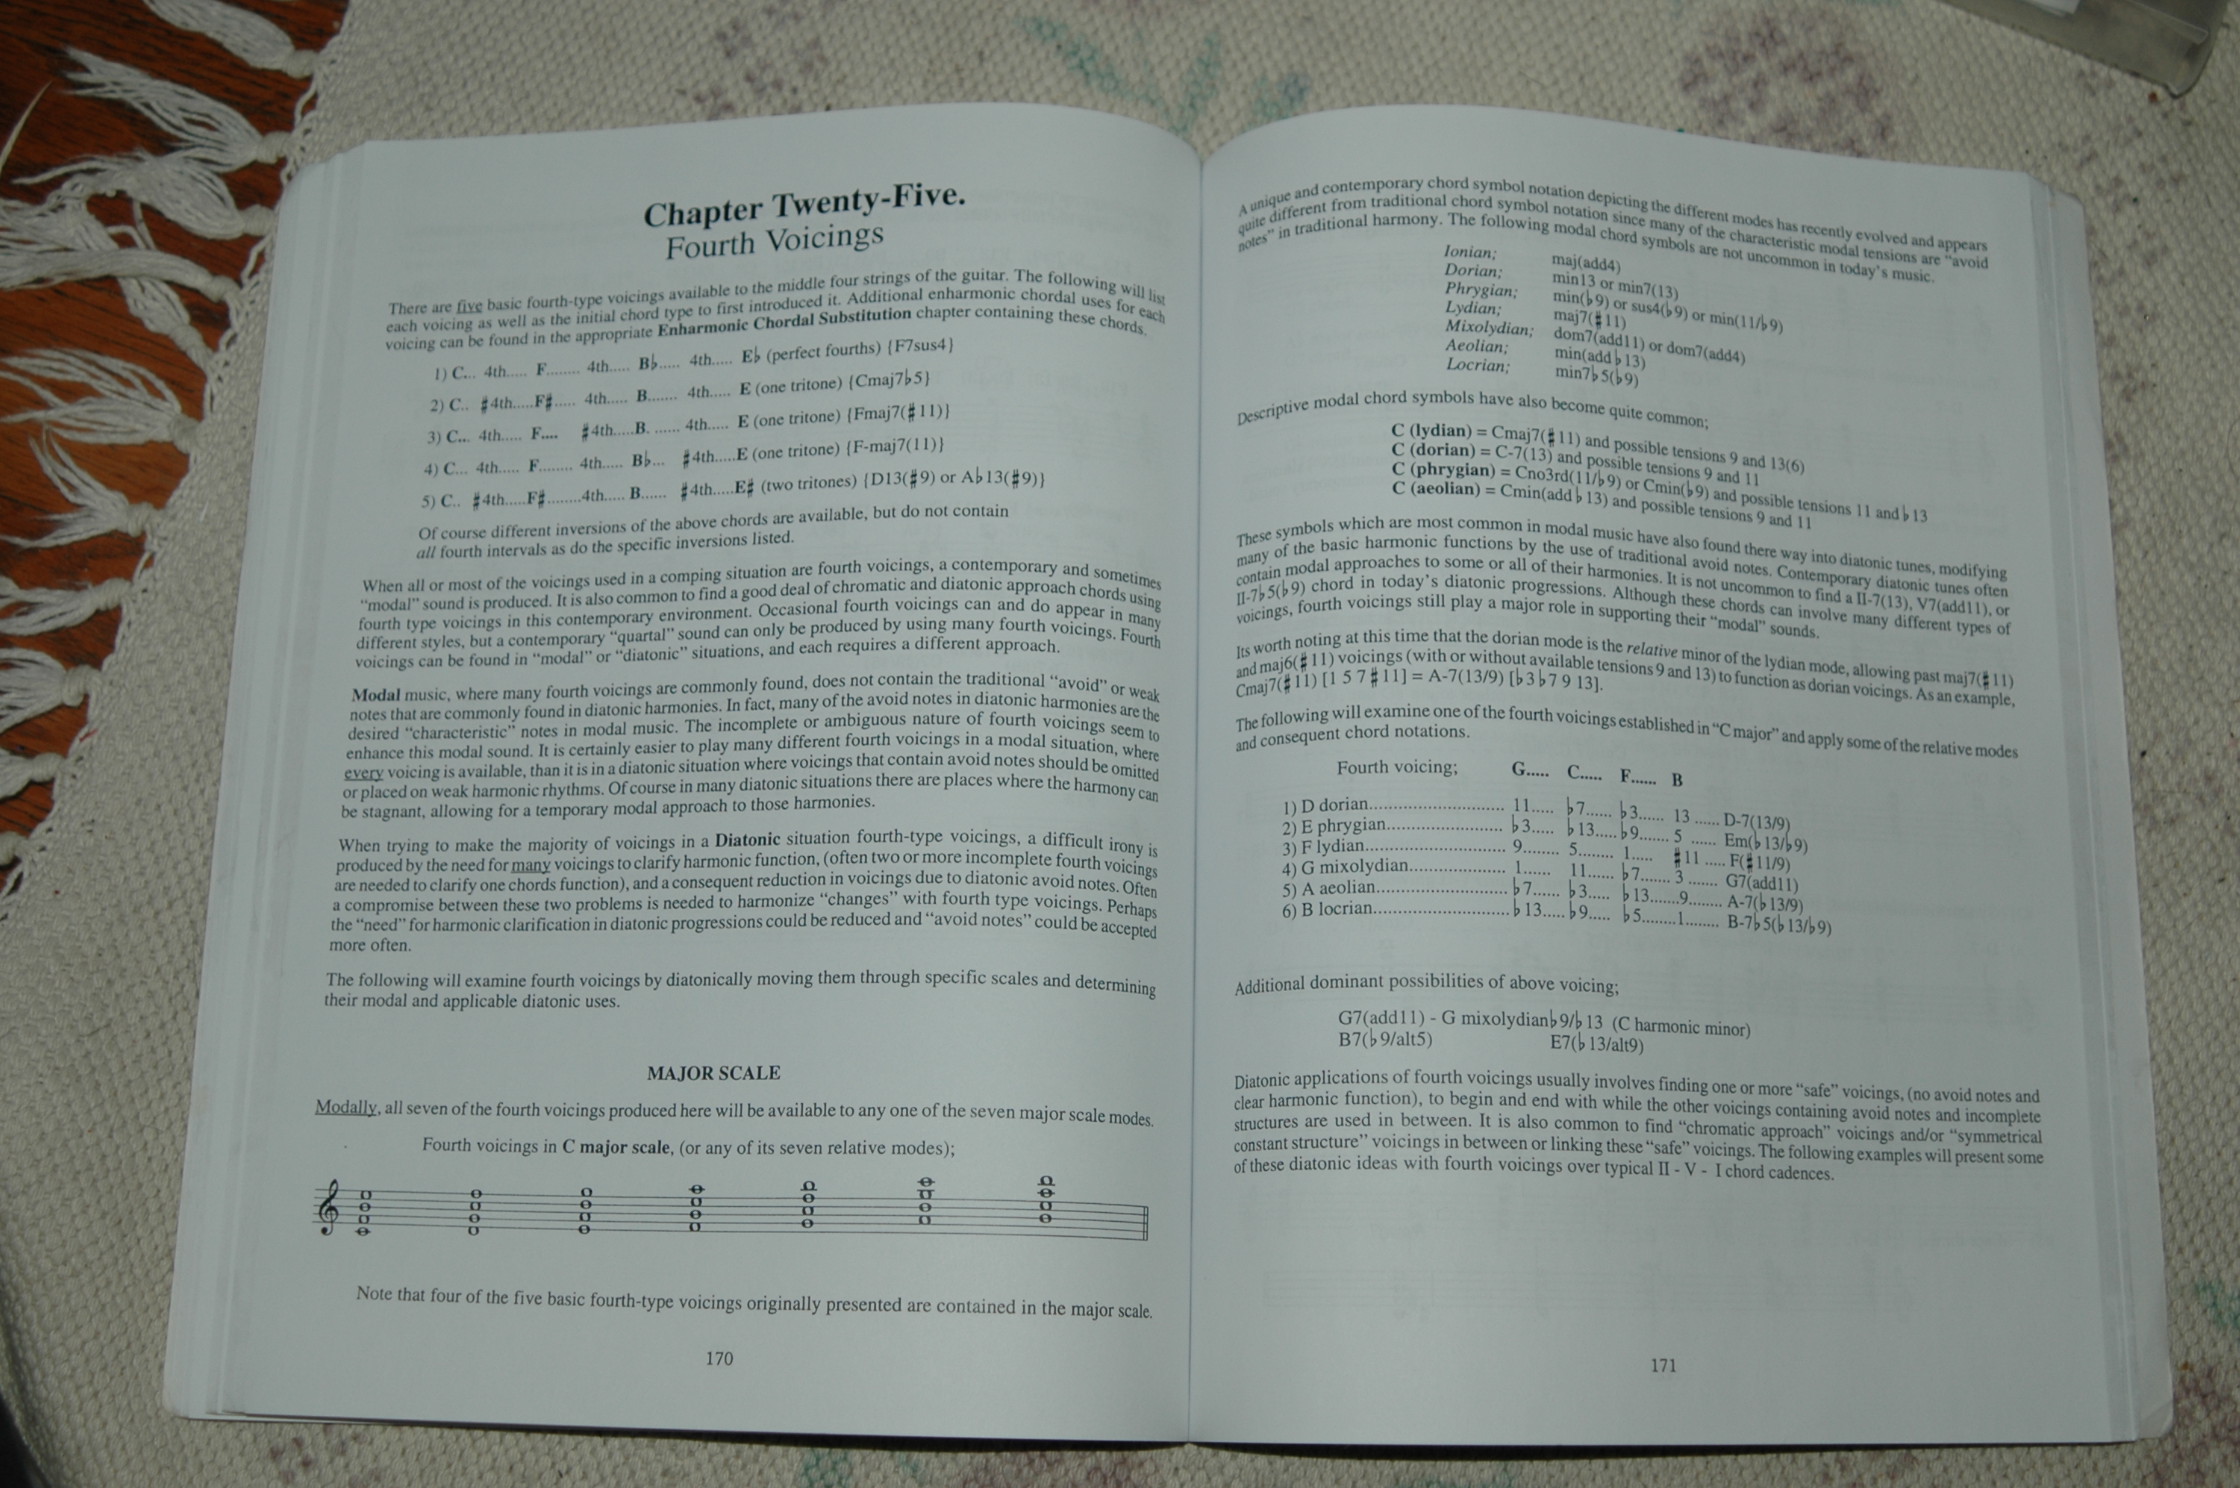 Chapter Twenty-Five.
Fourth Voicings
There are five basic fourth-type voicings available to the middle four strings of the guitar. The following will list
each voicing as well as the initial chord type to first introduced it. Additional enharmonic chordal uses for each
voicing can be found in the appropriate Enharmonic Chordal Substitution chapter containing these chords.
1) C... 4th..... F........ 4th..... B♭..... 4th..... E♭ (perfect fourths) {F7sus4}
2) C.. ♯4th.....F♯..... 4th..... B....... 4th..... E (one tritone) {Cmaj7♭5}
3) C... 4th..... F.... ♯4th.....B. ...... 4th..... E (one tritone) {Fmaj7(♯11)}
4) C... 4th..... F........ 4th..... B♭... ♯4th.....E (one tritone) {F-maj7(11)}
5) C.. ♯4th.....F♯........4th..... B...... ♯4th.....E♯ (two tritones) {D13(♯9) or A♭13(♯9)}
Of course different inversions of the above chords are available, but do not contain
all fourth intervals as do the specific inversions listed.
When all or most of the voicings used in a comping situation are fourth voicings, a contemporary and sometimes
“modal” sound is produced. It is also common to find a good deal of chromatic and diatonic approach chords using
fourth type voicings in this contemporary environment. Occasional fourth voicings can and do appear in many
different styles, but a contemporary “quartal” sound can only be produced by using many fourth voicings. Fourth
voicings can be found in “modal” or “diatonic” situations, and each requires a different approach.
Modal music, where many fourth voicings are commonly found, does not contain the traditional “avoid” or weak
notes that are commonly found in diatonic harmonies. In fact, many of the avoid notes in diatonic harmonies are the
desired “characteristic” notes in modal music. The incomplete or ambiguous nature of fourth voicings seem to
enhance this modal sound. It is certainly easier to play many different fourth voicings in a modal situation, where
every voicing is available, than it is in a diatonic situation where voicings that contain avoid notes should be omitted
or placed on weak harmonic rhythms. Of course in many diatonic situations there are places where the harmony can
be stagnant, allowing for a temporary modal approach to those harmonies.
When trying to make the majority of voicings in a Diatonic situation fourth-type voicings, a difficult irony is
produced by the need for many voicings to clarify harmonic function, (often two or more incomplete fourth voicings
are needed to clarify one chords function), and a consequent reduction in voicings due to diatonic avoid notes. Often
a compromise between these two problems is needed to harmonize “changes” with fourth type voicings. Perhaps
the “need” for harmonic clarification in diatonic progressions could be reduced and “avoid notes” could be accepted
more often.
The following will examine fourth voicings by diatonically moving them through specific scales and determining
their modal and applicable diatonic uses.
MAJOR SCALE
Modally, all seven of the fourth voicings produced here will be available to any one of the seven major scale modes.
Fourth voicings in C major scale, (or any of its seven relative modes);
Note that four of the five basic fourth-type voicings originally presented are contained in the major scale.
170
A unique and contemporary chord symbol notation depicting the different modes has recently evolved and appears
quite different from traditional chord symbol notation since many of the characteristic modal tensions are “avoid
notes” in traditional harmony. The following modal chord symbols are not uncommon in today’s music.
Ionian; maj(add4)
Dorian; min13 or min7(13)
Phrygian; min(♭9) or sus4(♭9) or min(11/♭9)
Lydian; maj7(♯11)
Mixolydian; dom7(add11) or dom7(add4)
Aeolian; min(add♭13)
Locrian; min7♭5(♭9)
Descriptive modal chord symbols have also become quite common;
C (lydian) = Cmaj7(♯11) and possible tensions 9 and 13(6)
C (dorian) = C-7(13) and possible tensions 9 and 11
C (phrygian) = Cno3rd(11/♭9) or Cmin(♭9) and possible tensions 11 and ♭13
C (aeolian) = Cmin(add♭13) and possible tensions 9 and 11
These symbols which are most common in modal music have also found there way into diatonic tunes, modifying
many of the basic harmonic functions by the use of traditional avoid notes. Contemporary diatonic tunes often
contain modal approaches to some or all of their harmonies. It is not uncommon to find a II-7(13), V7(add11), or
II-7♭5(♭9) chord in today’s diatonic progressions. Although these chords can involve many different types of
voicings, fourth voicings still play a major role in supporting their “modal” sounds.
Its worth noting at this time that the dorian mode is the relative minor of the lydian mode, allowing past maj7(♯11)
and maj6(♯11) voicings (with or without available tensions 9 and 13) to function as dorian voicings. As an example,
Cmaj7(♯11) [1 5 7 ♯11] = A-7(13/9) [♭3 ♭7 9 13].
The following will examine one of the fourth voicings established in “C major” and apply some of the relative modes
and consequent chord notations.
Fourth voicing; G..... C..... F...... B
1) D dorian........................... 11..... ♭7...... ♭3...... 13 ...... D-7(13/9)
2) E phrygian....................... ♭3..... ♭13.....♭9....... 5 ...... Em(♭13/♭9)
3) F lydian............................ 9........ 5........ 1..... ♯11 ..... F(♯11/9)
4) G mixolydian................... 1...... 11...... ♭7....... 3 ....... G7(add11)
5) A aeolian.......................... ♭7...... ♭3..... ♭13.......9........ A-7(♭13/9)
6) B locrian...........................♭13.....♭9..... ♭5........1........ B-7♭5(♭13/♭9)
Additional dominant possibilities of above voicing;
G7(add11) - G mixolydian♭9/♭13 (C harmonic minor)
B7(♭9/alt5) E7(♭13/alt9)
Diatonic applications of fourth voicings usually involves finding one or more “safe” voicings, (no avoid notes and
clear harmonic function), to begin and end with while the other voicings containing avoid notes and incomplete
structures are used in between. It is also common to find “chromatic approach” voicings and/or “symmetrical
constant structure” voicings in between or linking these “safe” voicings. The following examples will present some
of these diatonic ideas with fourth voicings over typical II - V - I chord cadences.
171